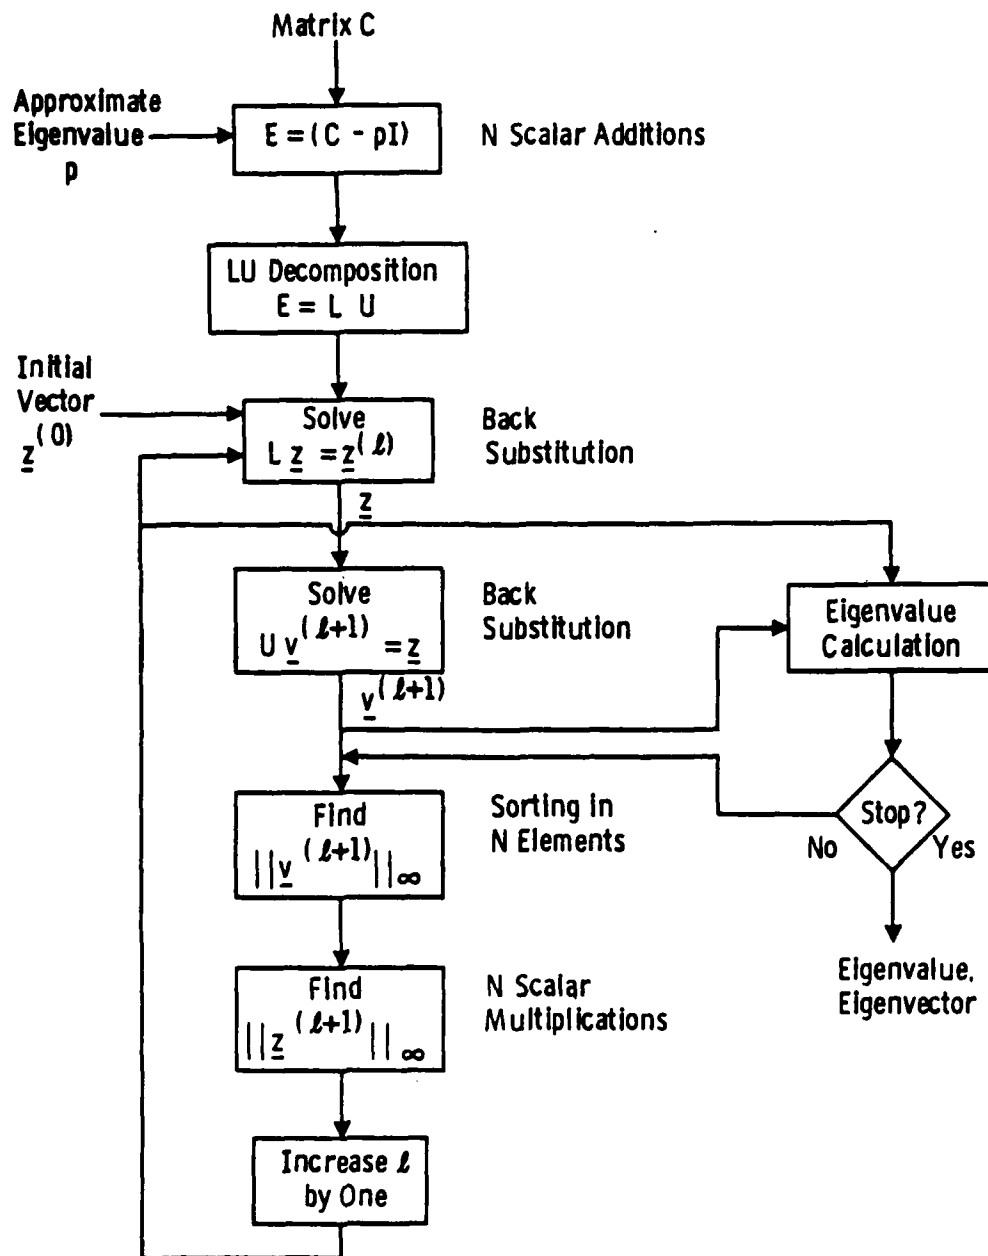 Matrix C
Approximate
Eigenvalue
p
E = (C - pI)
N Scalar Additions
LU Decomposition
E = L U
Initial
Vector
z^(0)
Solve
L z = z^(ℓ)
Back
Substitution
z
Solve
U v^(ℓ+1) = z
Back
Substitution
Eigenvalue
Calculation
v^(ℓ+1)
Find
||v^(ℓ+1)||∞
Sorting in
N Elements
Stop?
No
Yes
Find
||z^(ℓ+1)||∞
N Scalar
Multiplications
Eigenvalue,
Eigenvector
Increase ℓ
by One